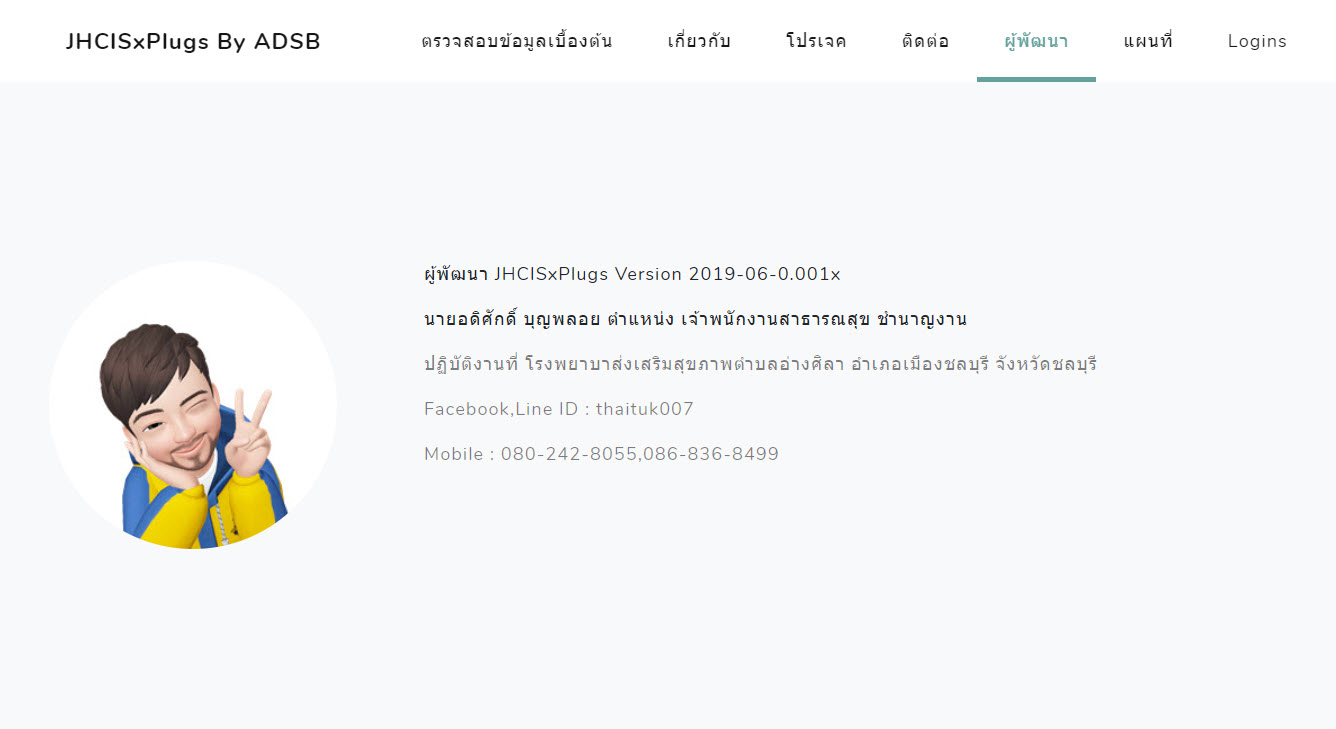 JHCISxPlugs By ADSB
ตรวจสอบข้อมูลเบื้องต้น เกี่ยวกับ โปรเจค ติดต่อ ผู้พัฒนา แผนที่ Logins
ผู้พัฒนา JHCISxPlugs Version 2019-06-0.001x
นายอดิศักดิ์ บุญพลอย ตำแหน่ง เจ้าพนักงานสาธารณสุข ชำนาญงาน
ปฏิบัติงานที่ โรงพยาบาส่งเสริมสุขภาพตำบลอ่างศิลา อำเภอเมืองชลบุรี จังหวัดชลบุรี
Facebook,Line ID : thaituk007
Mobile : 080-242-8055,086-836-8499